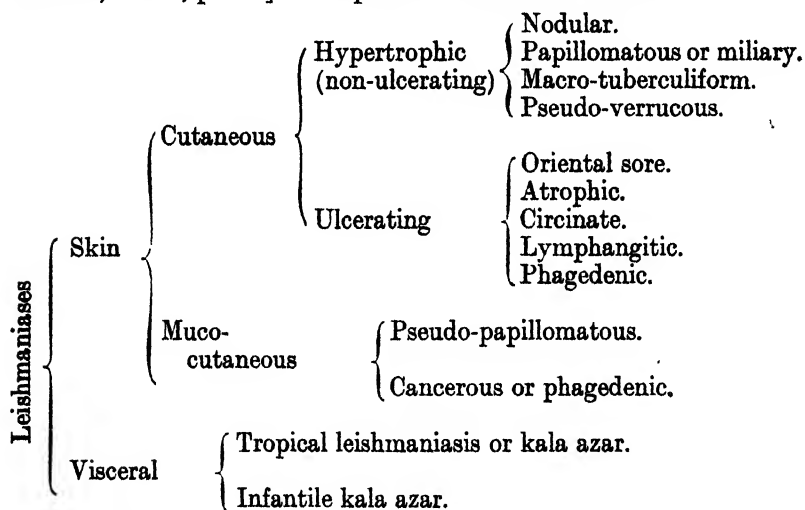 Hypertrophic
(non-ulcerating)
Nodular.
Papillomatous or miliary.
Macro-tuberculiform.
Pseudo-verrucous.
Cutaneous
Ulcerating
Oriental sore.
Atrophic.
Circinate.
Lymphangitic.
Phagedenic.
Leishmaniases
Skin
Muco-
cutaneous
Pseudo-papillomatous.
Cancerous or phagedenic.
Visceral
Tropical leishmaniasis or kala azar.
Infantile kala azar.